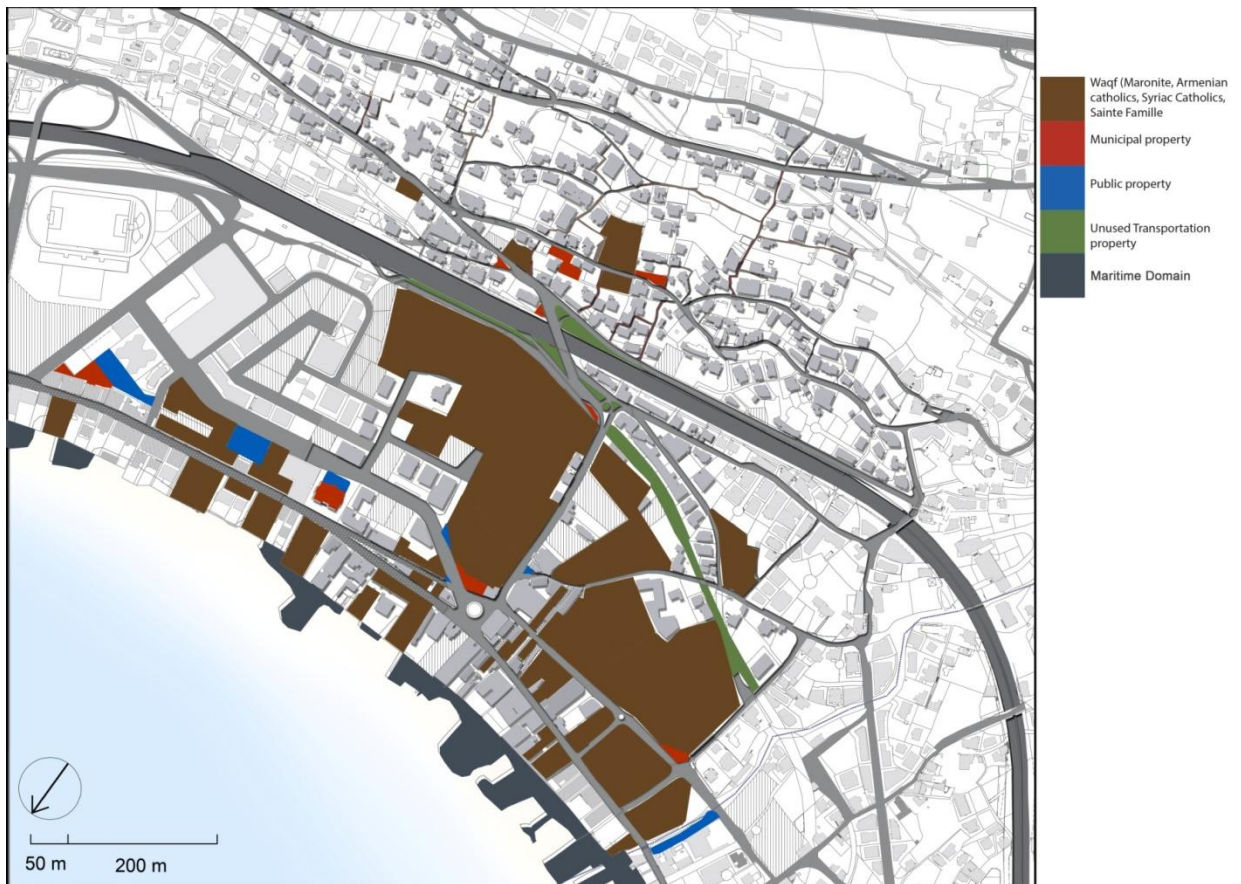 Waqf (Maronite, Armenian
catholics, Syriac Catholics,
Sainte Famille
Municipal property
Public property
Unused Transportation
property
Maritime Domain
50 m
200 m